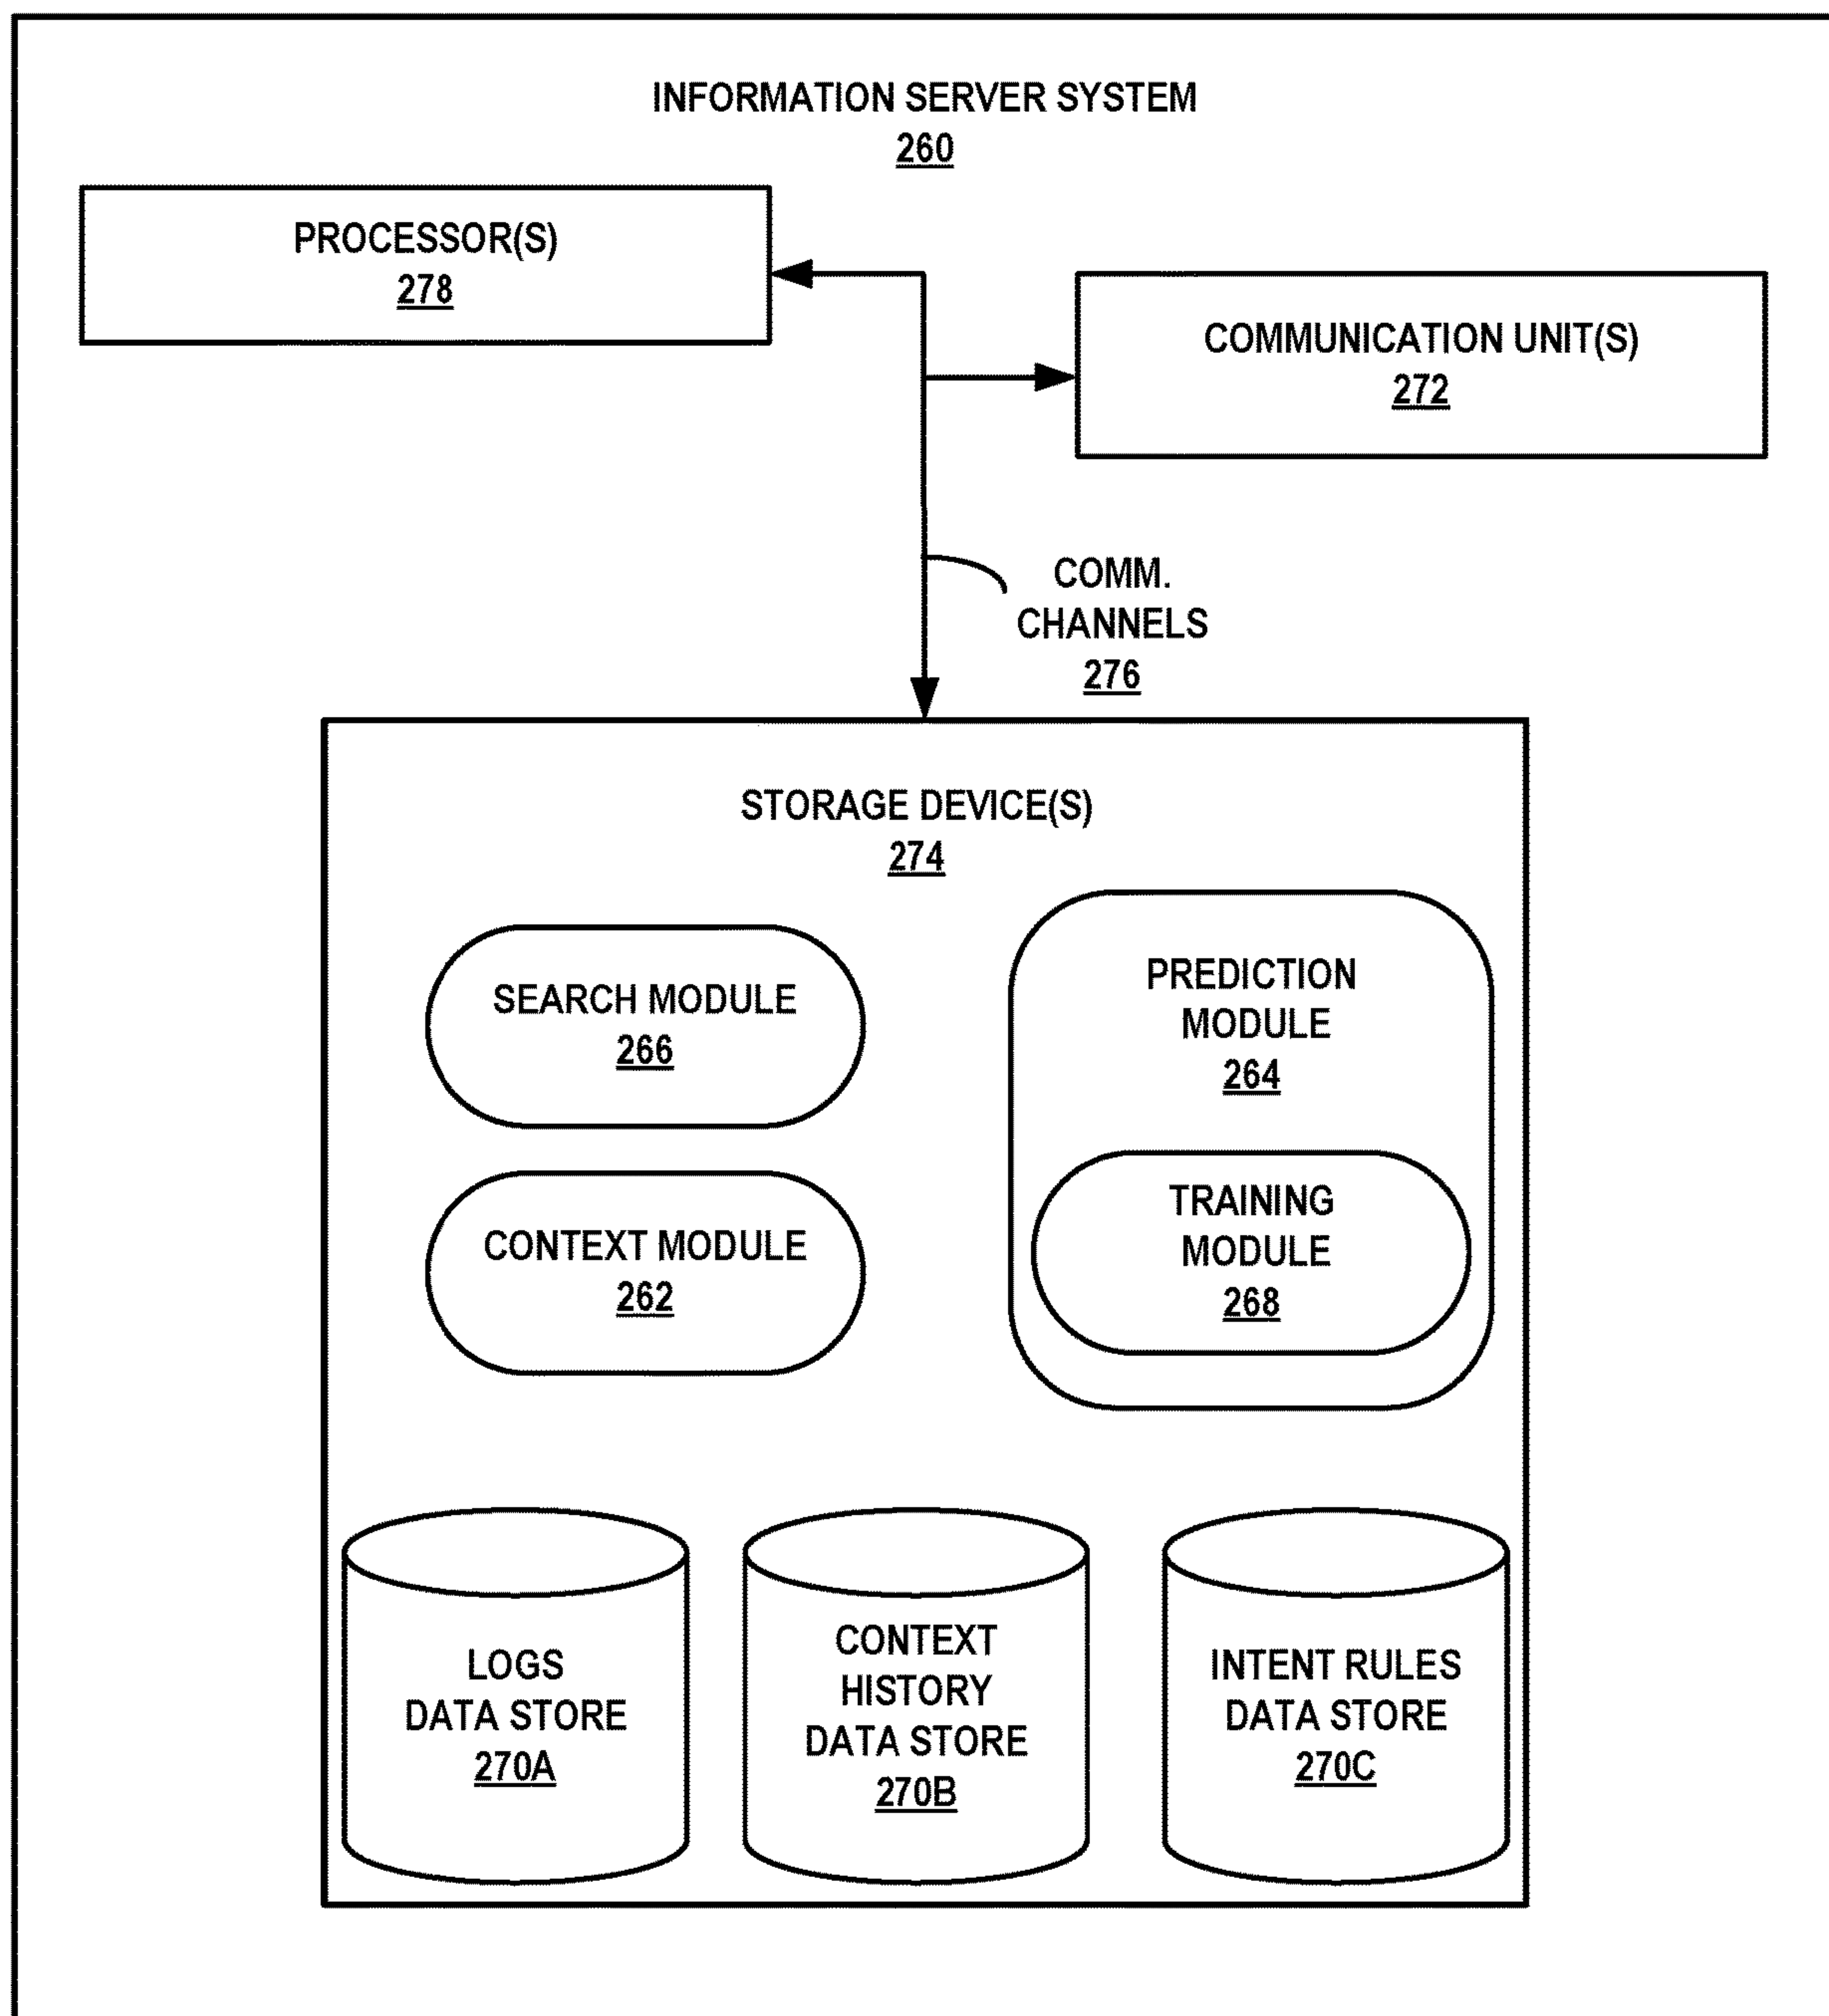 INFORMATION SERVER SYSTEM
260
PROCESSOR(S)
278
COMMUNICATION UNIT(S)
272
COMM.
CHANNELS
276
STORAGE DEVICE(S)
274
SEARCH MODULE
266
PREDICTION
MODULE
264
CONTEXT MODULE
262
TRAINING
MODULE
268
LOGS
DATA STORE
270A
CONTEXT
HISTORY
DATA STORE
270B
INTENT RULES
DATA STORE
270C